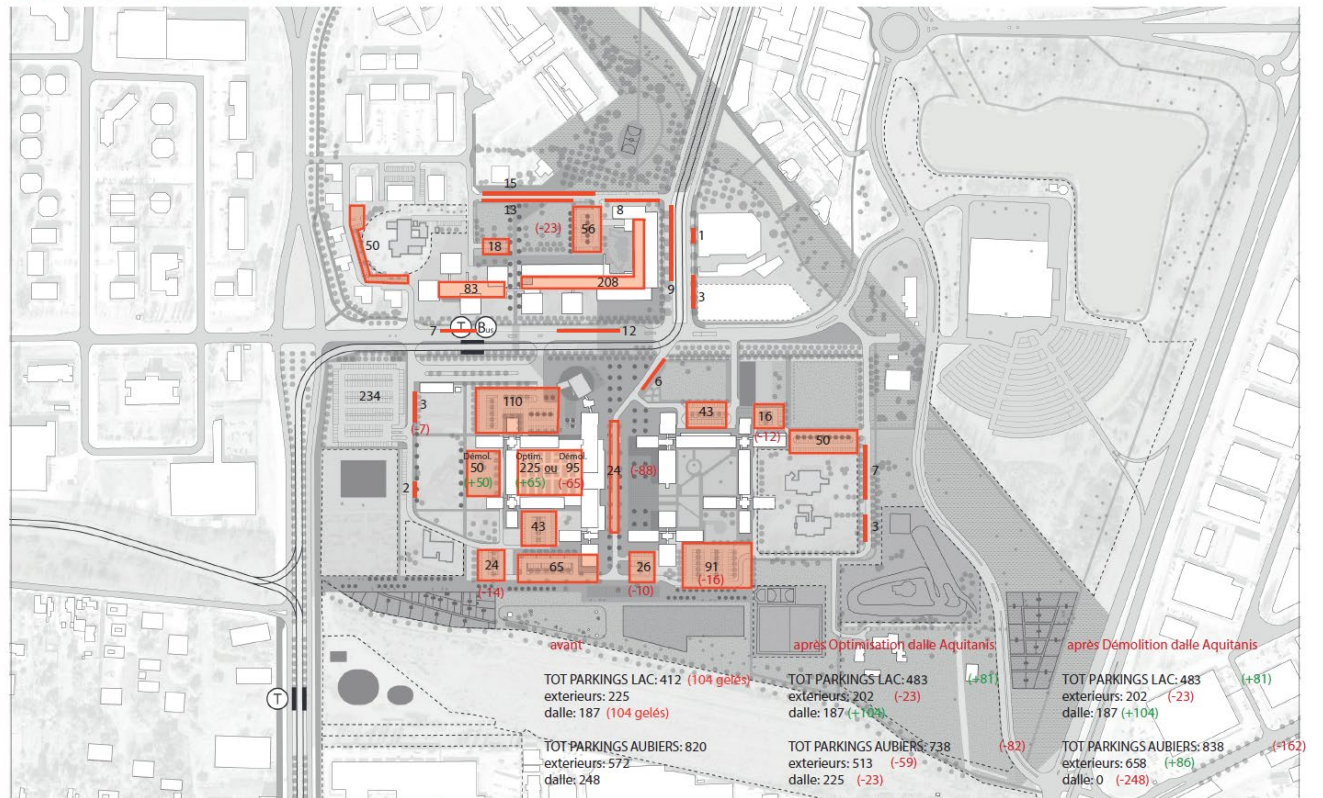 15
13
8
(-23)
56
1
50
18
83
208
9
3
7
T
Bus
12
6
234
3
110
43
16
(-7)
(-12)
50
Démol.
50
(+50)
Optim.
225 ou
(+65)
Démol.
95
(-65)
24
(-88)
7
2
43
3
24
65
26
91
(-14)
(-10)
(-16)
T
avant
TOT PARKINGS LAC: 412 (104 gelés)
exterieurs: 225
dalle: 187 (104 gelés)
TOT PARKINGS AUBIERS: 820
exterieurs: 572
dalle: 248
après Optimisation dalle Aquitanis
TOT PARKINGS LAC: 483 (+81)
exterieurs: 202 (-23)
dalle: 187 (+104)
TOT PARKINGS AUBIERS: 738 (-82)
exterieurs: 513 (-59)
dalle: 225 (-23)
après Démolition dalle Aquitanis
TOT PARKINGS LAC: 483 (+81)
exterieurs: 202 (-23)
dalle: 187 (+104)
TOT PARKINGS AUBIERS: 838 (-162)
exterieurs: 658 (+86)
dalle: 0 (-248)